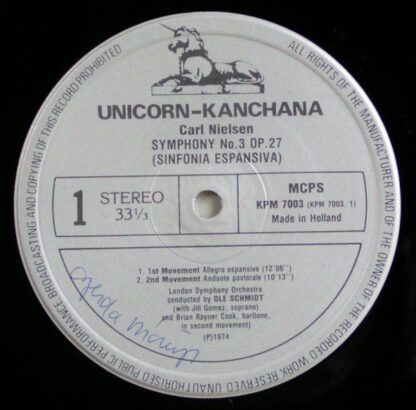 ALL RIGHTS OF THE MANUFACTURER AND OF THE OWNER OF THE RECORDED WORK RESERVED UNAUTHORISED PUBLIC PERFORMANCE BROADCASTING AND COPYING OF THIS RECORD PROHIBITED
UNICORN-KANCHANA
Carl Nielsen
SYMPHONY No.3 OP.27
(SINFONIA ESPANSIVA)
1 STEREO
33⅓
MCPS
KPM 7003 (KPM 7003. 1)
Made in Holland
1. 1st Movement Allegro espansivo (12'06'')
2. 2nd Movement Andante pastorale (10'13'')
London Symphony Orchestra
conducted by OLE SCHMIDT
(with Jill Gomez, soprano)
and Brian Rayner Cook, baritone,
in second movement)
(P)1974